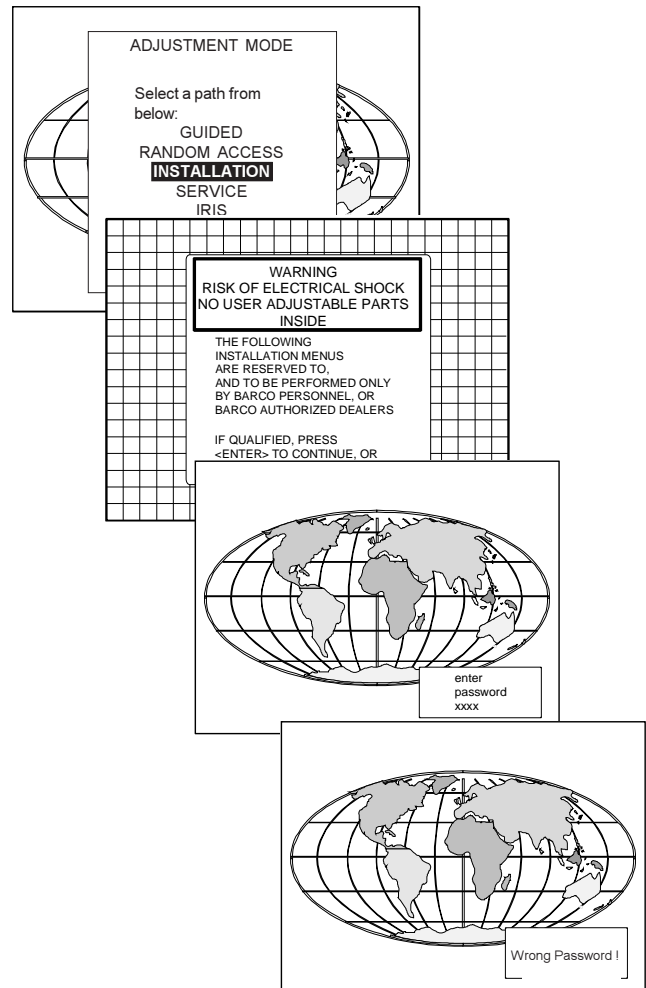 ADJUSTMENT MODE
Select a path from
below:
GUIDED
RANDOM ACCESS
INSTALLATION
SERVICE
IRIS
WARNING
RISK OF ELECTRICAL SHOCK
NO USER ADJUSTABLE PARTS
INSIDE
THE FOLLOWING
INSTALLATION MENUS
ARE RESERVED TO,
AND TO BE PERFORMED ONLY
BY BARCO PERSONNEL, OR
BARCO AUTHORIZED DEALERS
IF QUALIFIED, PRESS
<ENTER> TO CONTINUE, OR
enter
password
xxxx
Wrong Password !